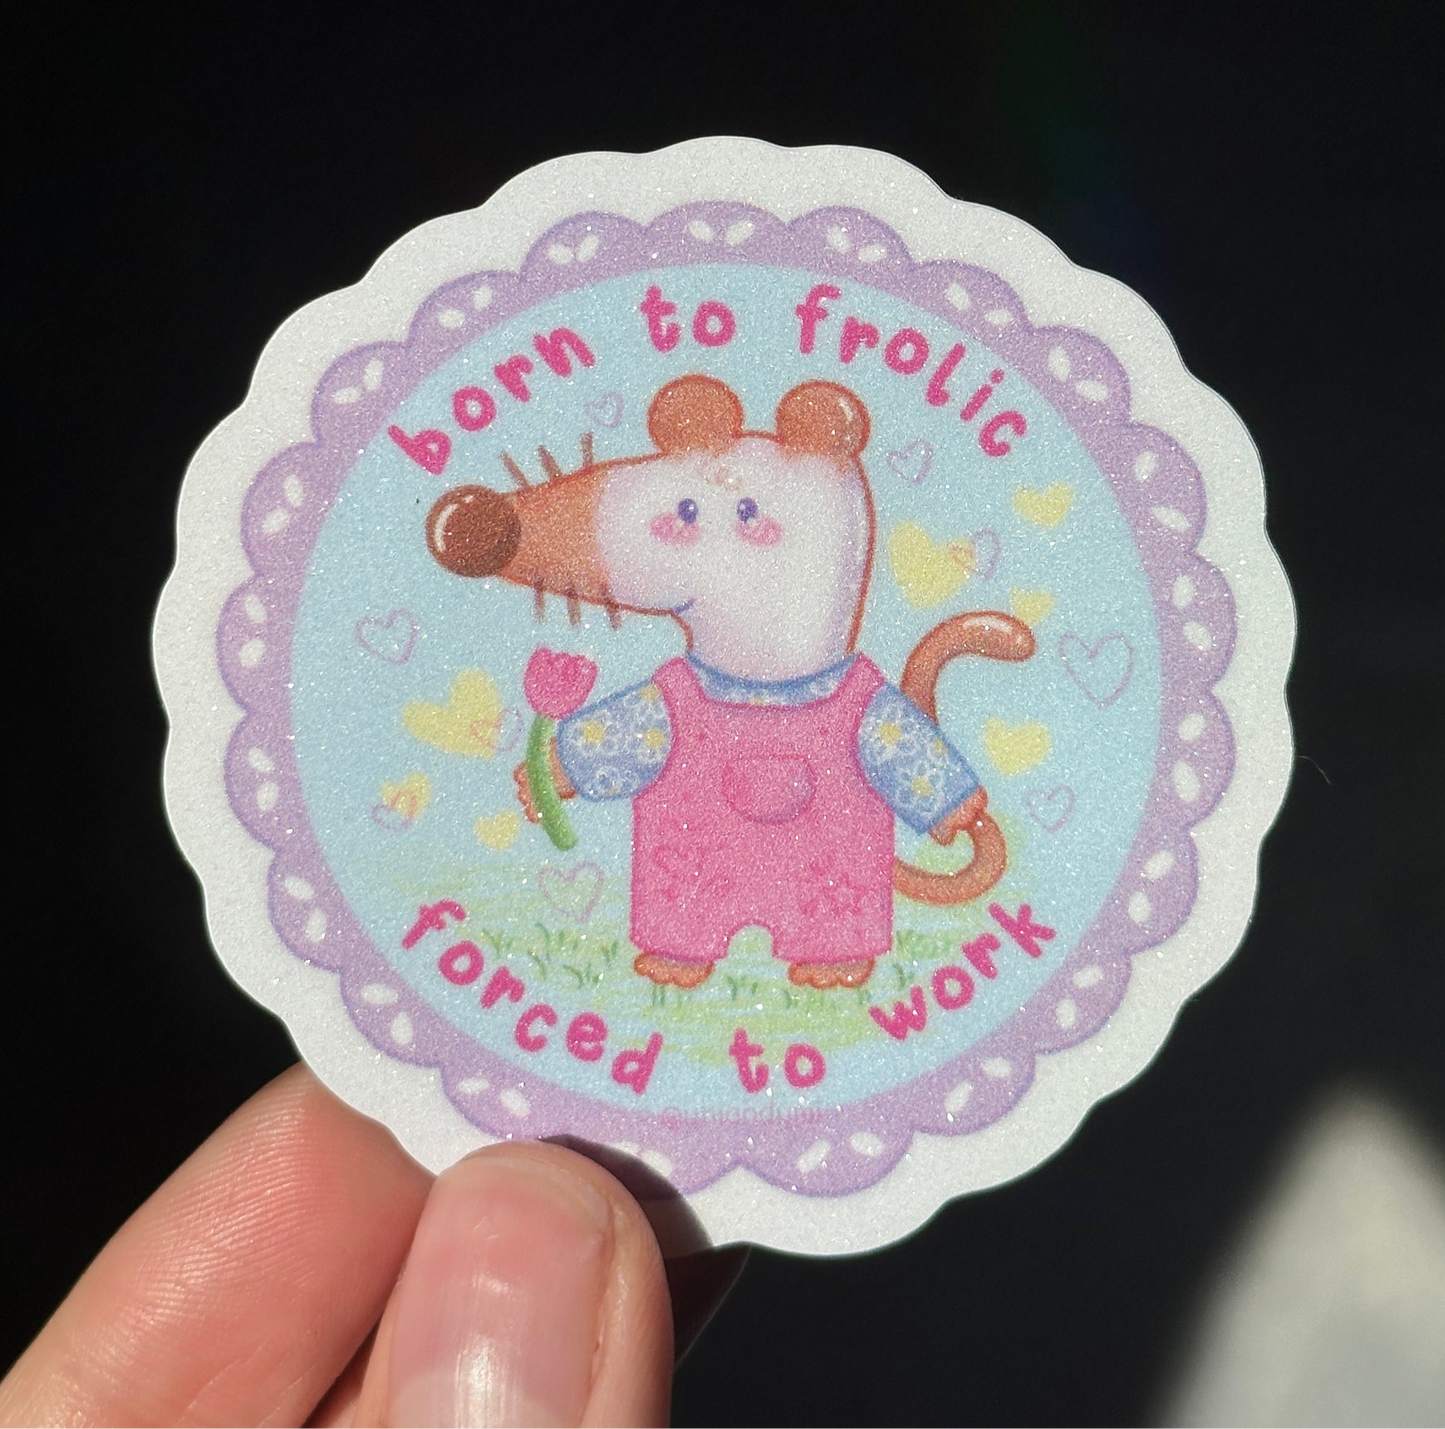 born to frolic
forced to work